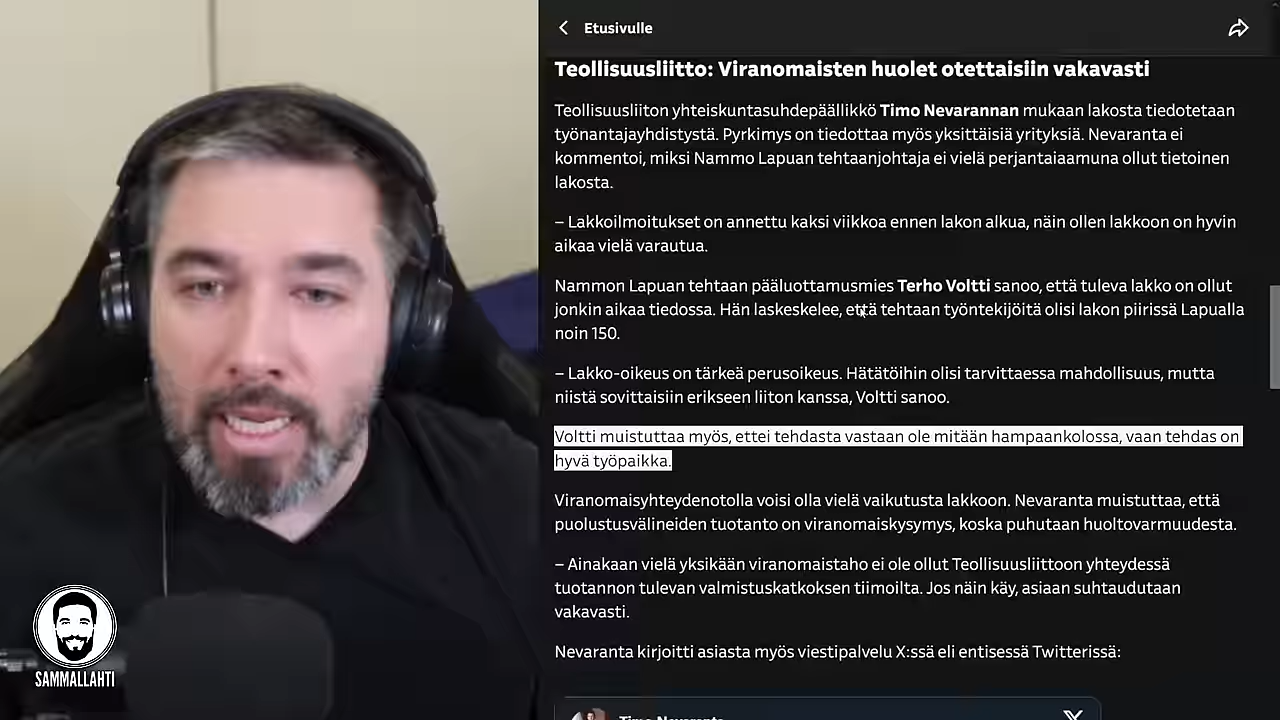 Etusivulle
Teollisuusliitto: Viranomaisten huolet otettaisiin vakavasti
Teollisuusliiton yhteiskuntasuhdepäällikkö Timo Nevarannan mukaan lakosta tiedotetaan
työnantajayhdistystä. Pyrkimys on tiedottaa myös yksittäisiä yrityksiä. Nevaranta ei
kommentoi, miksi Nammo Lapuan tehtaanjohtaja ei vielä perjantaiaamuna ollut tietoinen
lakosta.
– Lakkoilmoitukset on annettu kaksi viikkoa ennen lakon alkua, näin ollen lakkoon on hyvin
aikaa vielä varautua.
Nammon Lapuan tehtaan pääluottamusmies Terho Voltti sanoo, että tuleva lakko on ollut
jonkin aikaa tiedossa. Hän laskeskelee, että tehtaan työntekijöitä olisi lakon piirissä Lapualla
noin 150.
– Lakko-oikeus on tärkeä perusoikeus. Hätätöihin olisi tarvittaessa mahdollisuus, mutta
niistä sovittaisiin erikseen liiton kanssa, Voltti sanoo.
Voltti muistuttaa myös, ettei tehdasta vastaan ole mitään hampaankolossa, vaan tehdas on
hyvä työpaikka.
Viranomaisyhteydenotolla voisi olla vielä vaikutusta lakkoon. Nevaranta muistuttaa, että
puolustusvälineiden tuotanto on viranomaiskysymys, koska puhutaan huoltovarmuudesta.
– Ainakaan vielä yksikään viranomaistaho ei ole ollut Teollisuusliittoon yhteydessä
tuotannon tulevan valmistuskatkoksen tiimoilta. Jos näin käy, asiaan suhtaudutaan
vakavasti.
Nevaranta kirjoitti asiasta myös viestipalvelu X:ssä eli entisessä Twitterissä:
Timo Nevaranta
SAMMALLAHTI